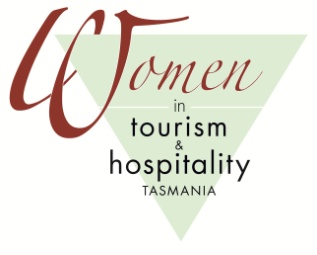 Women
in
tourism
&
hospitality
TASMANIA